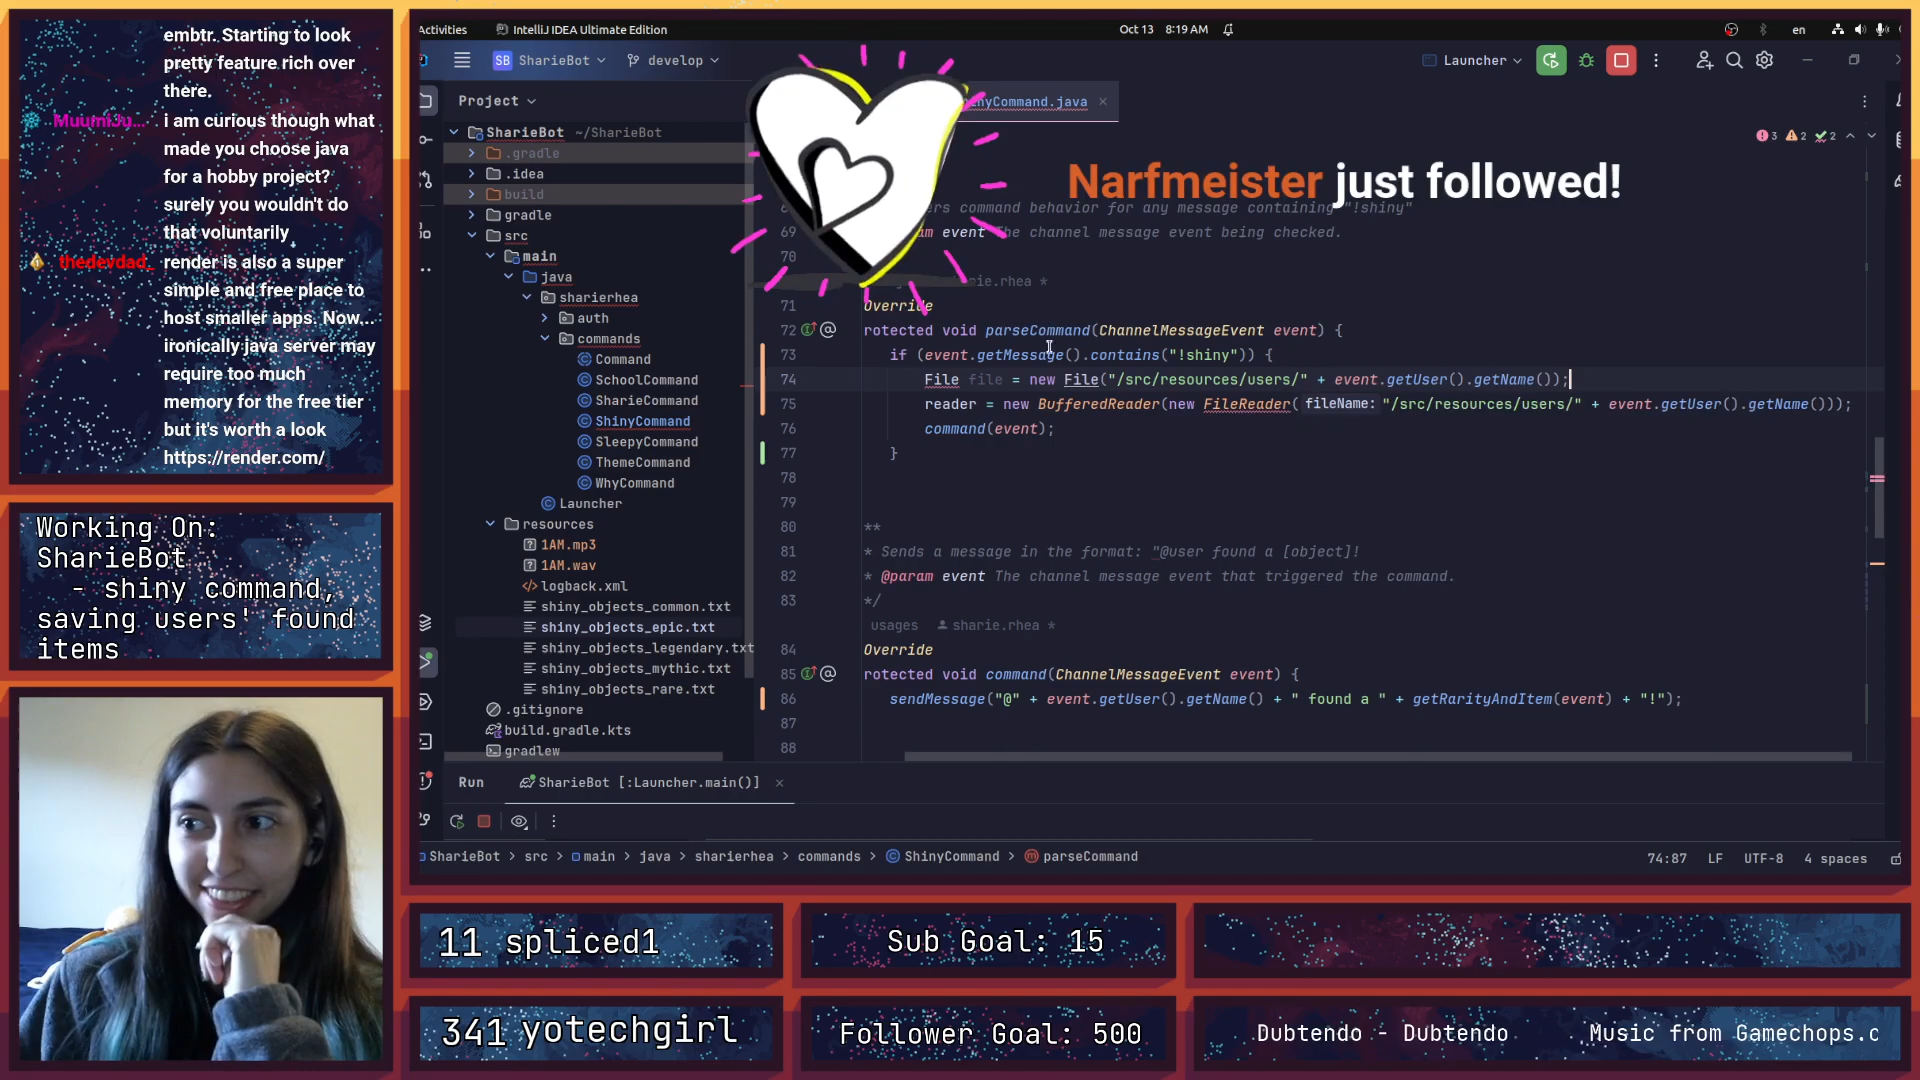 embtr. Starting to look
pretty feature rich over
there.
MuumiJu... i am curious though what
made you choose java
for a hobby project?
surely you wouldn't do
that voluntarily
thedevdad_ render is also a super
simple and free place to
host smaller apps. Now...
ironically java server may
require too much
memory for the free tier
but it's worth a look
https://render.com/
Working On:
SharieBot
- shiny command,
saving users' found
items
Activities
IntelliJ IDEA Ultimate Edition
Oct 13 8:19 AM
en
SB SharieBot
develop
Launcher
Project
nyCommand.java
3 2 2
Narfmeister just followed!
SharieBot ~/SharieBot
.gradle
.idea
build
gradle
src
main
java
sharierhea
auth
commands
Command
SchoolCommand
SharieCommand
ShinyCommand
SleepyCommand
ThemeCommand
WhyCommand
Launcher
resources
1AM.mp3
1AM.wav
logback.xml
shiny_objects_common.txt
shiny_objects_epic.txt
shiny_objects_legendary.txt
shiny_objects_mythic.txt
shiny_objects_rare.txt
.gitignore
build.gradle.kts
gradlew
ers command behavior for any message containing "!shiny"
69 am event The channel message event being checked.
70
rie.rhea *
71 Override
72 rotected void parseCommand(ChannelMessageEvent event) {
73 if (event.getMessage().contains("!shiny")) {
74 File file = new File("/src/resources/users/" + event.getUser().getName());
75 reader = new BufferedReader(new FileReader( fileName: "/src/resources/users/" + event.getUser().getName()));
76 command(event);
77 }
78
79
80 **
81 * Sends a message in the format: "@user found a [object]!
82 * @param event The channel message event that triggered the command.
83 */
usages sharie.rhea *
84 Override
85 rotected void command(ChannelMessageEvent event) {
86 sendMessage("@" + event.getUser().getName() + " found a " + getRarityAndItem(event) + "!");
87
88
Run
SharieBot [:Launcher.main()]
SharieBot > src > main > java > sharierhea > commands > ShinyCommand > parseCommand
74:87 LF UTF-8 4 spaces
11 spliced1
Sub Goal: 15
341 yotechgirl
Follower Goal: 500
Dubtendo - Dubtendo
Music from Gamechops.c